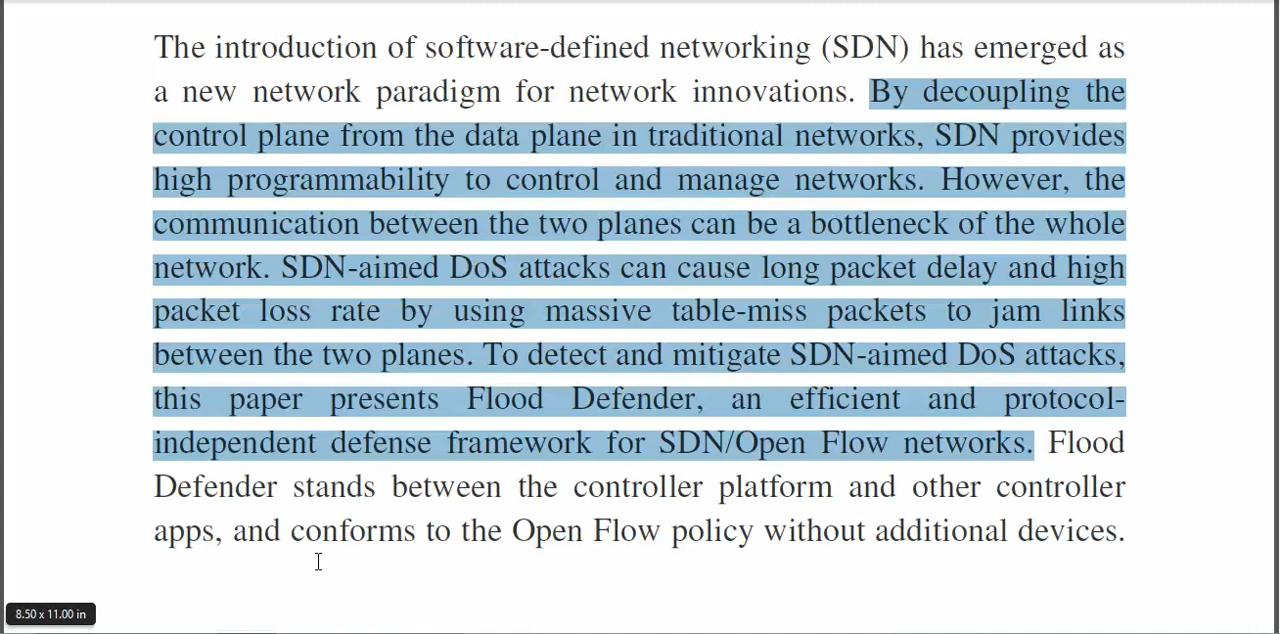 The introduction of software-defined networking (SDN) has emerged as
a new network paradigm for network innovations. By decoupling the
control plane from the data plane in traditional networks, SDN provides
high programmability to control and manage networks. However, the
communication between the two planes can be a bottleneck of the whole
network. SDN-aimed DoS attacks can cause long packet delay and high
packet loss rate by using massive table-miss packets to jam links
between the two planes. To detect and mitigate SDN-aimed DoS attacks,
this paper presents Flood Defender, an efficient and protocol-
independent defense framework for SDN/Open Flow networks. Flood
Defender stands between the controller platform and other controller
apps, and conforms to the Open Flow policy without additional devices.
8.50 x 11.00 in